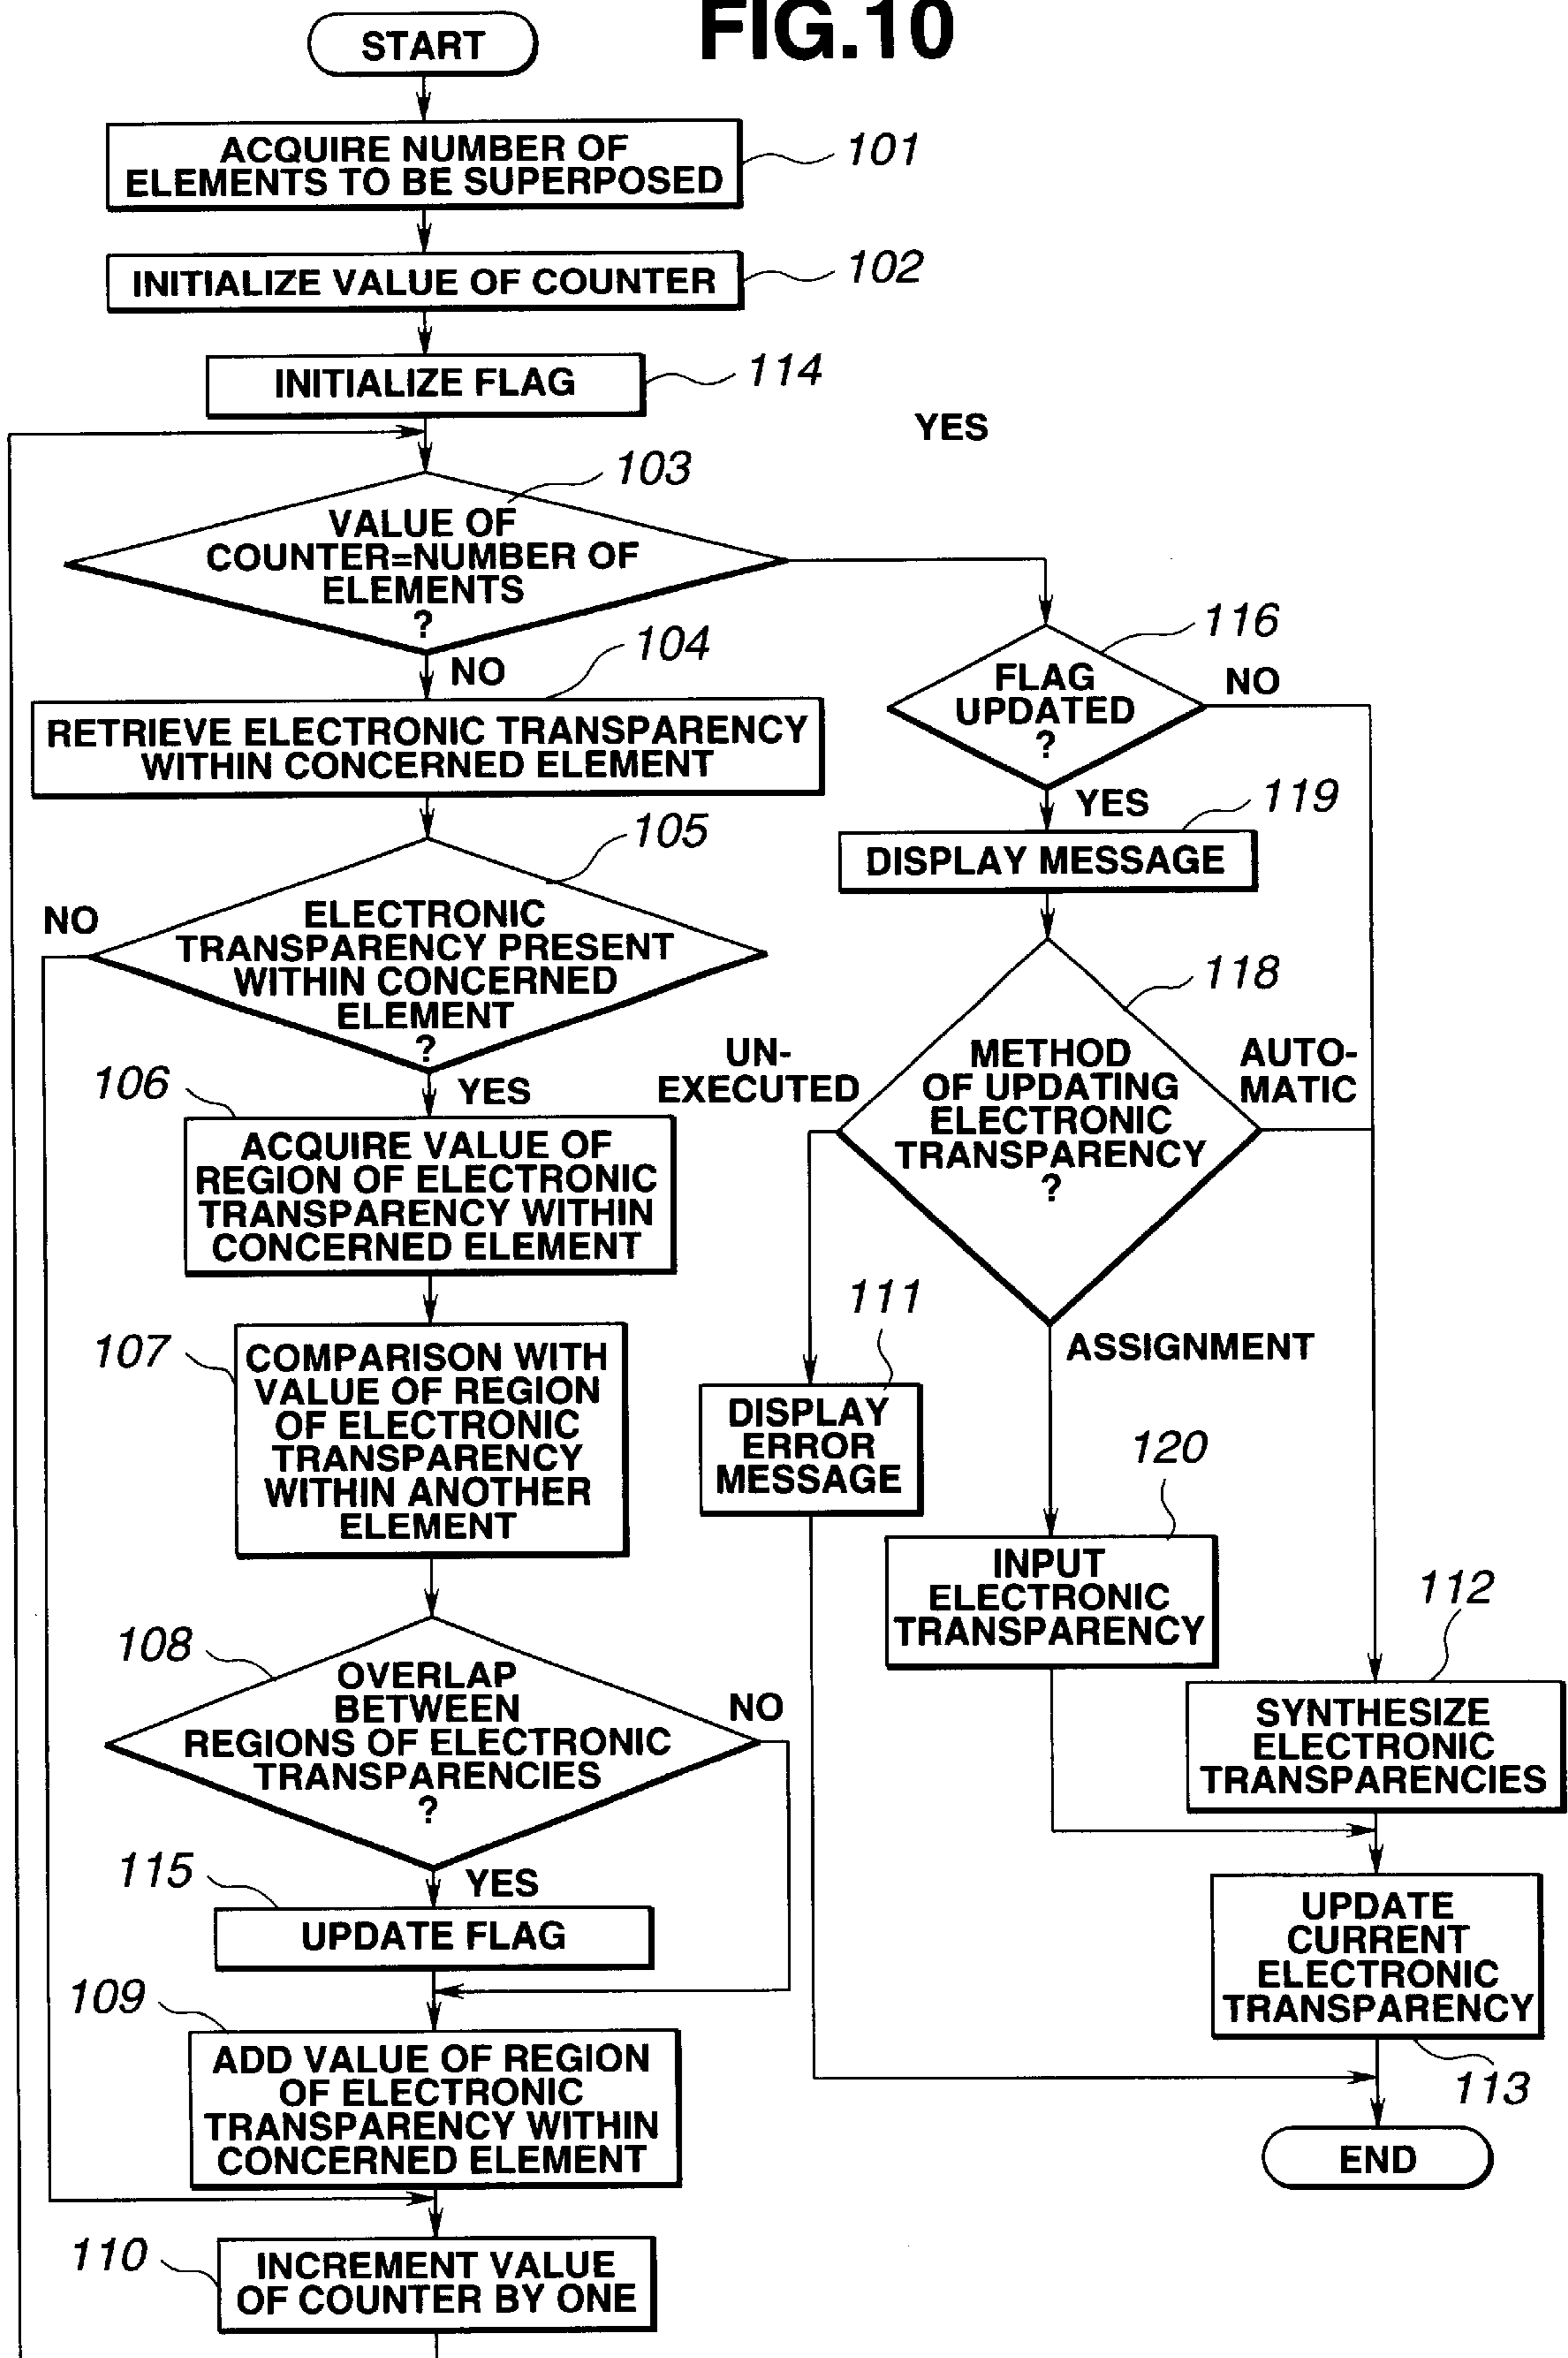 FIG.10
START
ACQUIRE NUMBER OF
ELEMENTS TO BE SUPERPOSED
101
INITIALIZE VALUE OF COUNTER
102
INITIALIZE FLAG
114
YES
103
VALUE OF
COUNTER=NUMBER OF
ELEMENTS
?
NO
104
RETRIEVE ELECTRONIC TRANSPARENCY
WITHIN CONCERNED ELEMENT
105
NO
ELECTRONIC
TRANSPARENCY PRESENT
WITHIN CONCERNED
ELEMENT
?
YES
106
ACQUIRE VALUE OF
REGION OF ELECTRONIC
TRANSPARENCY WITHIN
CONCERNED ELEMENT
107
COMPARISON WITH
VALUE OF REGION
OF ELECTRONIC
TRANSPARENCY
WITHIN ANOTHER
ELEMENT
108
OVERLAP
BETWEEN
REGIONS OF ELECTRONIC
TRANSPARENCIES
?
NO
YES
115
UPDATE FLAG
109
ADD VALUE OF REGION
OF ELECTRONIC
TRANSPARENCY WITHIN
CONCERNED ELEMENT
110
INCREMENT VALUE
OF COUNTER BY ONE
116
FLAG
UPDATED
?
NO
YES
119
DISPLAY MESSAGE
118
UN-
EXECUTED
METHOD
OF UPDATING
ELECTRONIC
TRANSPARENCY
?
AUTO-
MATIC
ASSIGNMENT
111
DISPLAY
ERROR
MESSAGE
120
INPUT
ELECTRONIC
TRANSPARENCY
112
SYNTHESIZE
ELECTRONIC
TRANSPARENCIES
UPDATE
CURRENT
ELECTRONIC
TRANSPARENCY
113
END